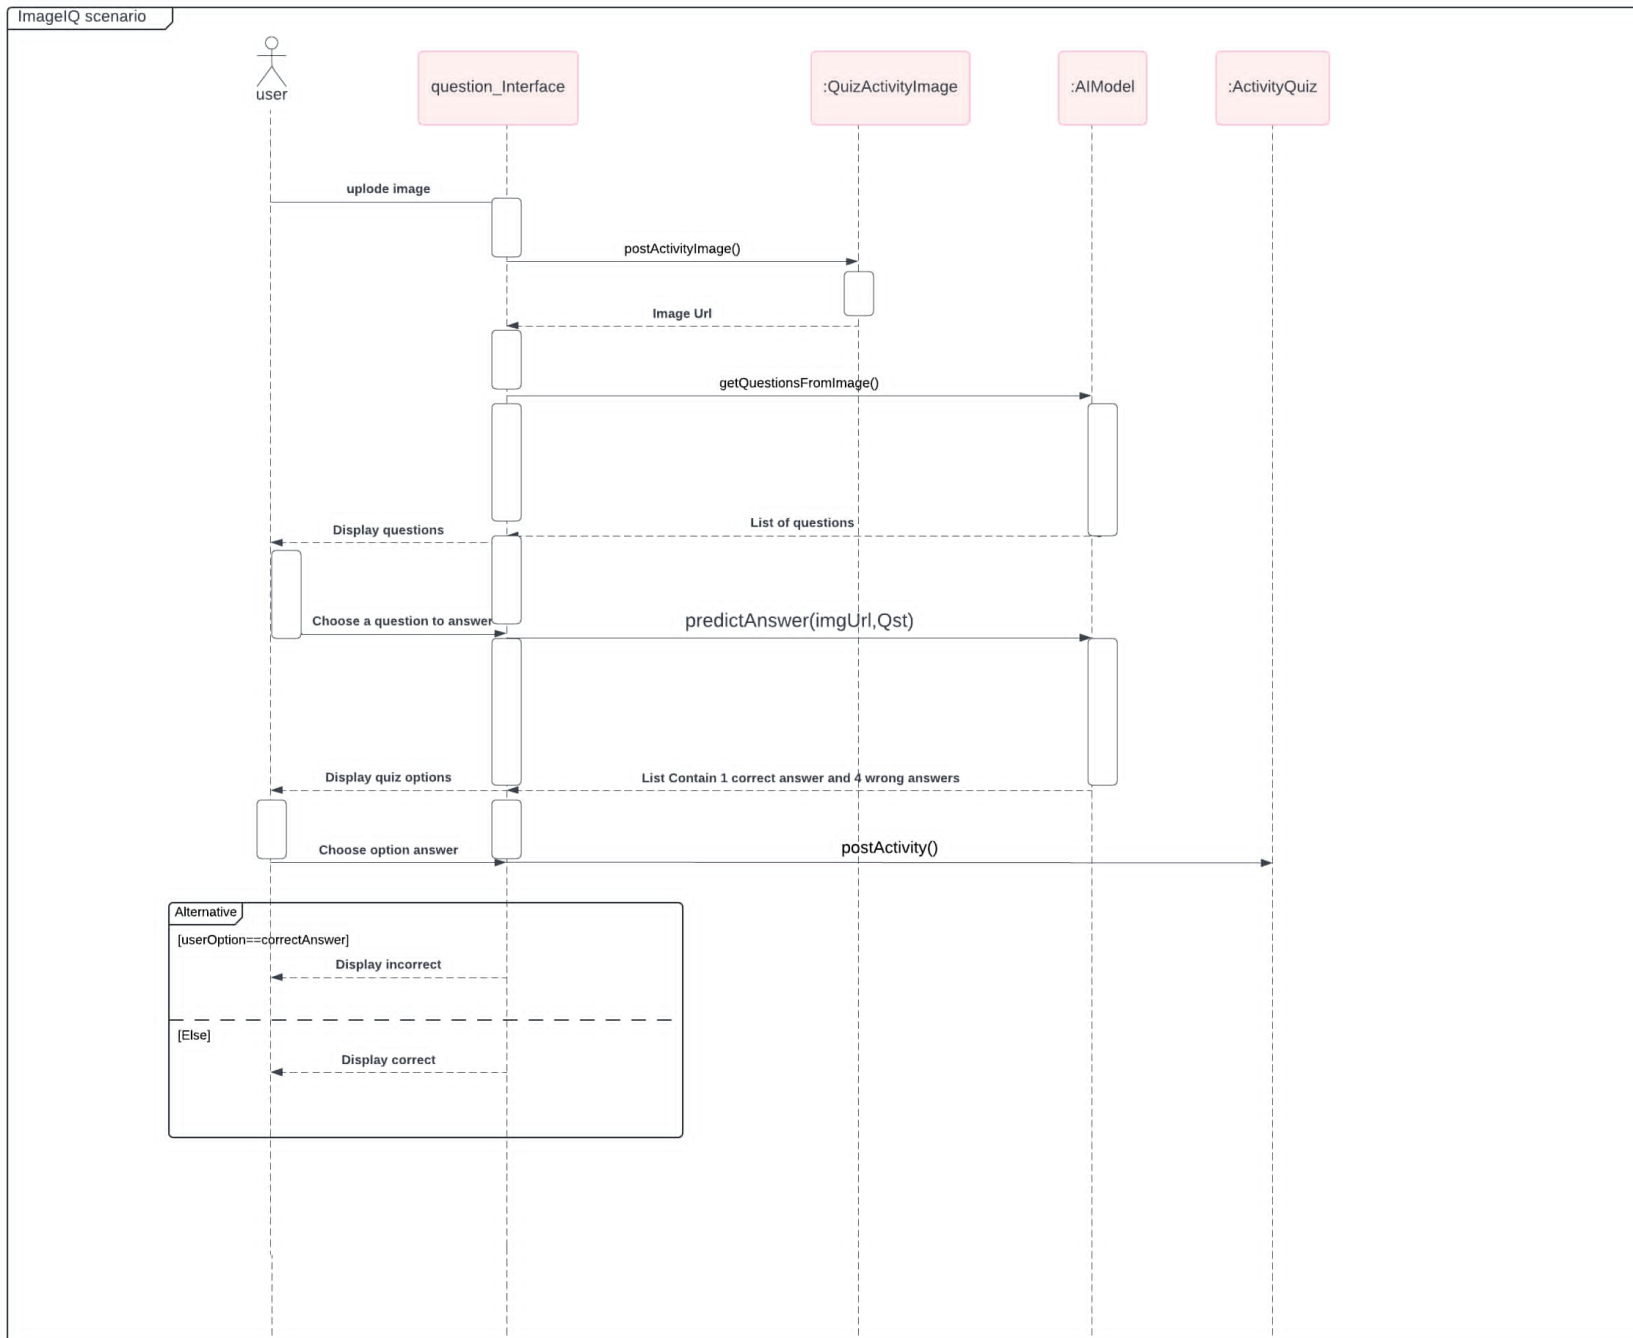 ImageIQ scenario
user
question_Interface
:QuizActivityImage
:AIModel
:ActivityQuiz
uplode image
postActivityImage()
Image Url
getQuestionsFromImage()
List of questions
Display questions
Choose a question to answer
predictAnswer(imgUrl,Qst)
Display quiz options
List Contain 1 correct answer and 4 wrong answers
Choose option answer
postActivity()
Alternative
[userOption==correctAnswer]
Display incorrect
[Else]
Display correct